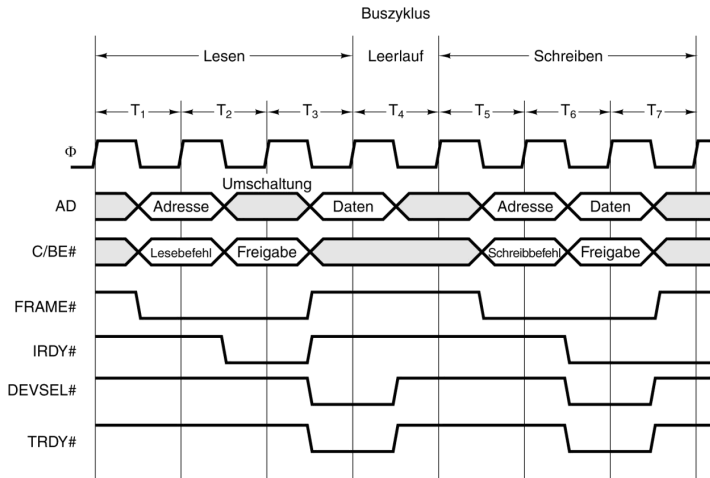 Buszyklus
Lesen Leerlauf Schreiben
T1 T2 T3 T4 T5 T6 T7
Φ
Umschaltung
AD Adresse Daten Adresse Daten
C/BE# Lesebefehl Freigabe Schreibbefehl Freigabe
FRAME#
IRDY#
DEVSEL#
TRDY#